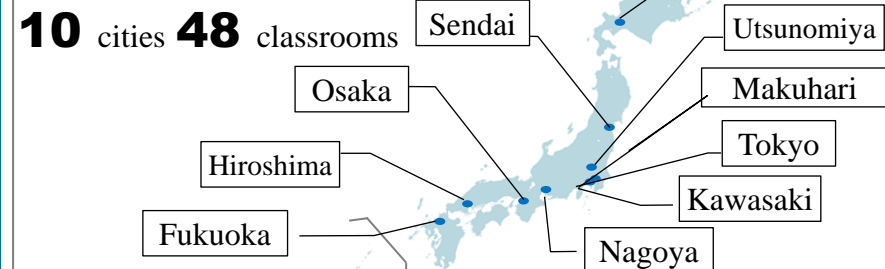 10 cities 48 classrooms
Sendai
Utsunomiya
Osaka
Makuhari
Tokyo
Hiroshima
Kawasaki
Fukuoka
Nagoya